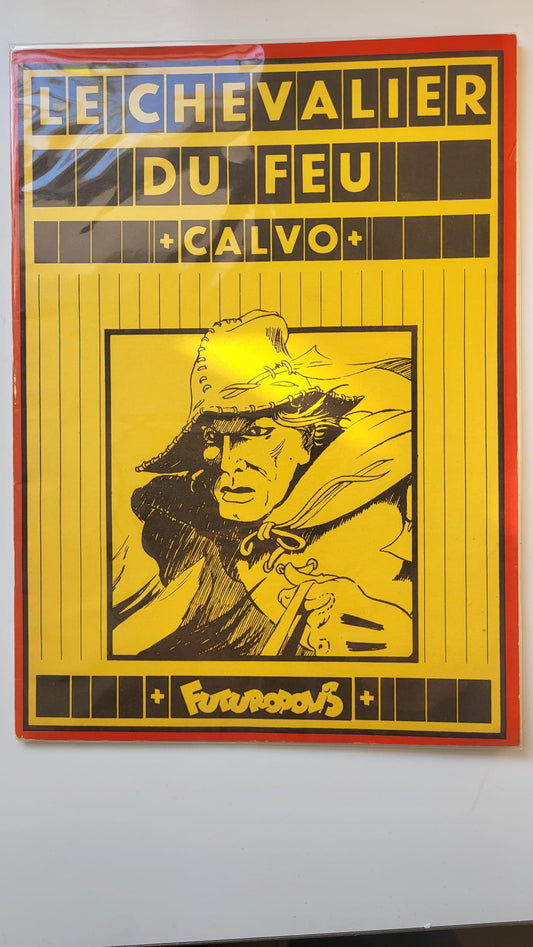 LE CHEVALIER
DU FEU
+CALVO+
+ FUTUROPOLIS +